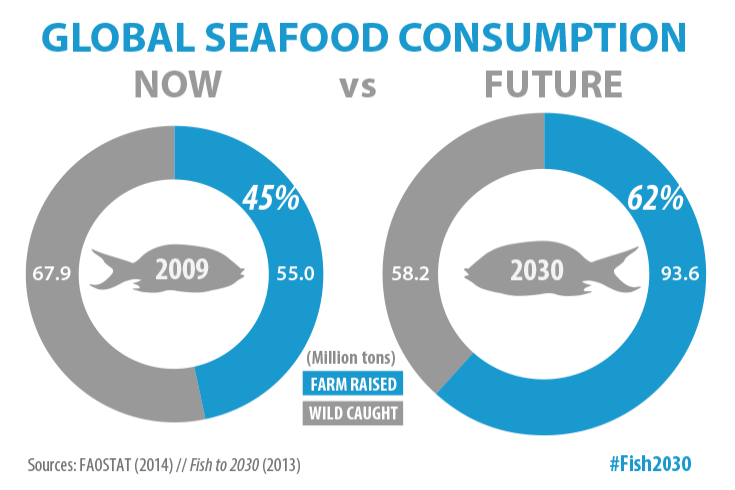 GLOBAL SEAFOOD CONSUMPTION
NOW vs FUTURE
45%
67.9
2009
55.0
62%
58.2
2030
93.6
(Million tons)
FARM RAISED
WILD CAUGHT
Sources: FAOSTAT (2014) // Fish to 2030 (2013)
#Fish2030